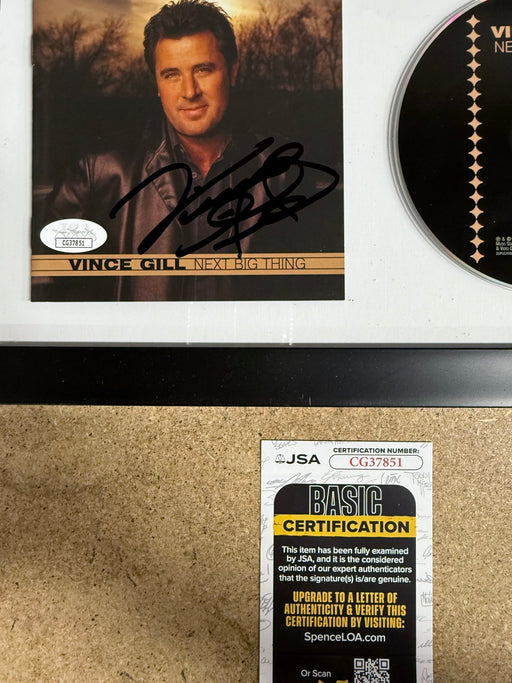 VI
NE
CG37851
VINCE GILL NEXT BIG THING
JSA
CERTIFICATION NUMBER:
CG37851
BASIC
CERTIFICATION
This item has been fully examined
by JSA, and it is the considered
opinion of our expert authenticators
that the signature(s) is/are genuine.
UPGRADE TO A LETTER OF
AUTHENTICITY & VERIFY THIS
CERTIFICATION BY VISITING:
SpenceLOA.com
Or Scan